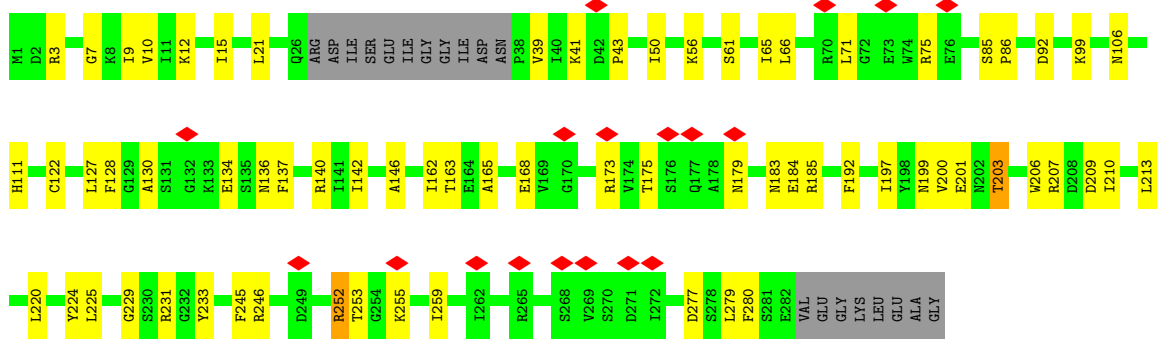 M1 D2 R3 G7 K8 I9 V10 I11 K12 I15 L21 Q26 ARG ASP ILE SER GLU ILE GLY GLY ILE ASP ASN P38 V39 I40 K41 D42 P43 I50 K56 S61 I65 L66 R70 L71 G72 E73 W74 R75 E76 S85 P86 D92 K99 N106
H111 C122 L127 F128 G129 A130 S131 G132 K133 E134 S135 N136 F137 R140 I141 I142 A146 I162 T163 E164 A165 E168 V169 G170 R173 V174 T175 S176 Q177 A178 N179 N183 E184 R185 F192 I197 Y198 N199 V200 E201 N202 T203 W206 R207 D208 D209 I210 L213
L220 Y224 L225 G229 S230 R231 G232 Y233 F245 R246 D249 R252 T253 G254 K255 I259 I262 R265 S268 V269 S270 D271 I272 D277 S278 L279 F280 S281 E282 VAL GLU GLY LYS LEU GLU ALA GLY